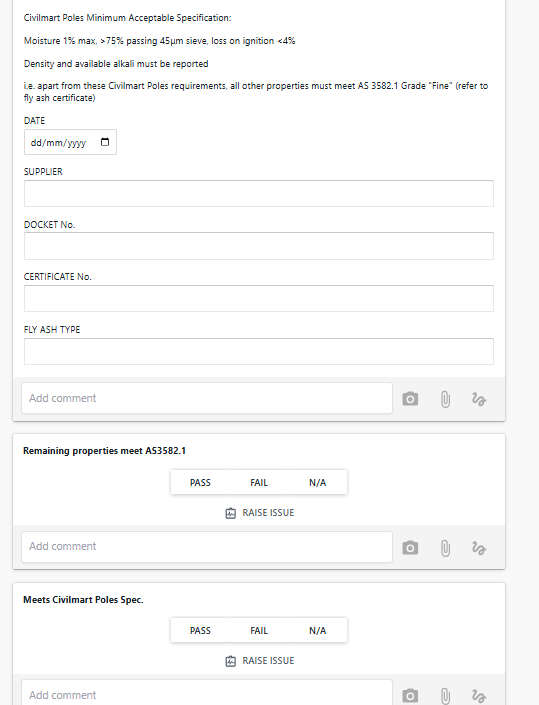 Civilmart Poles Minimum Acceptable Specification:
Moisture 1% max, >75% passing 45µm sieve, loss on ignition <4%
Density and available alkali must be reported
i.e. apart from these Civilmart Poles requirements, all other properties must meet AS 3582.1 Grade "Fine" (refer to
fly ash certificate)
DATE
dd/mm/yyyy
SUPPLIER
DOCKET No.
CERTIFICATE No.
FLY ASH TYPE
Add comment
Remaining properties meet AS3582.1
PASS FAIL N/A
RAISE ISSUE
Add comment
Meets Civilmart Poles Spec.
PASS FAIL N/A
RAISE ISSUE
Add comment